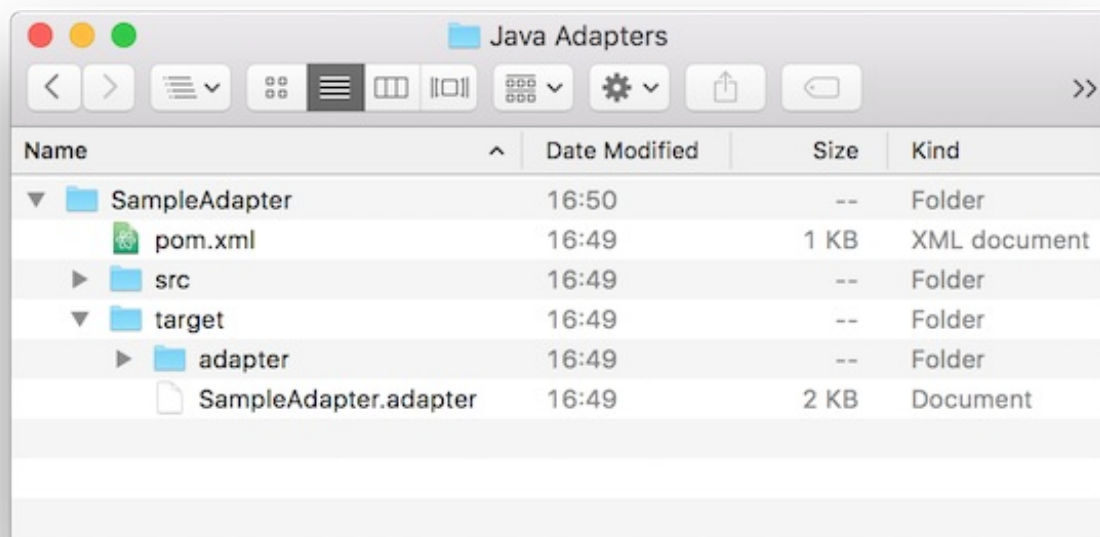 Java Adapters
Name Date Modified Size Kind
SampleAdapter 16:50 -- Folder
pom.xml 16:49 1 KB XML document
src 16:49 -- Folder
target 16:49 -- Folder
adapter 16:49 -- Folder
SampleAdapter.adapter 16:49 2 KB Document